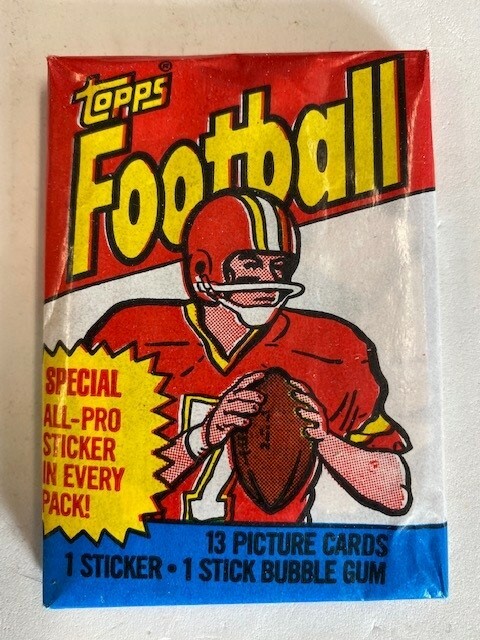 Topps®
Football
SPECIAL
ALL-PRO
STICKER
IN EVERY
PACK!
13 PICTURE CARDS
1 STICKER • 1 STICK BUBBLE GUM